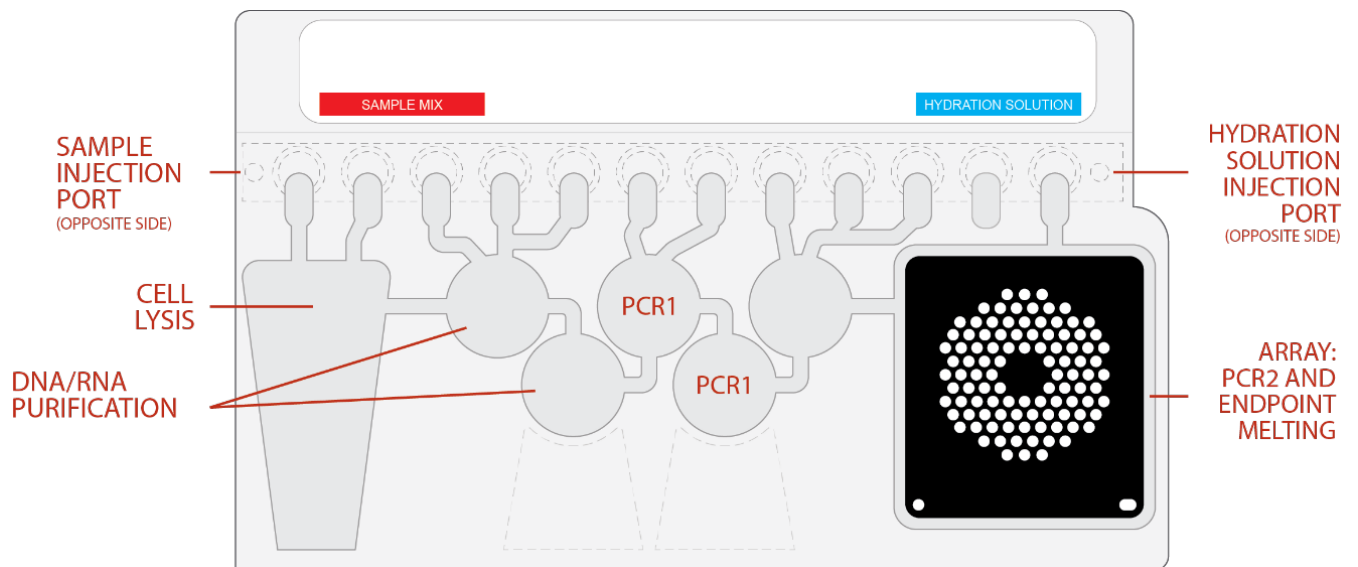 SAMPLE MIX
HYDRATION SOLUTION
SAMPLE
INJECTION
PORT
(OPPOSITE SIDE)
HYDRATION
SOLUTION
INJECTION
PORT
(OPPOSITE SIDE)
CELL
LYSIS
PCR1
DNA/RNA
PURIFICATION
PCR1
ARRAY:
PCR2 AND
ENDPOINT
MELTING